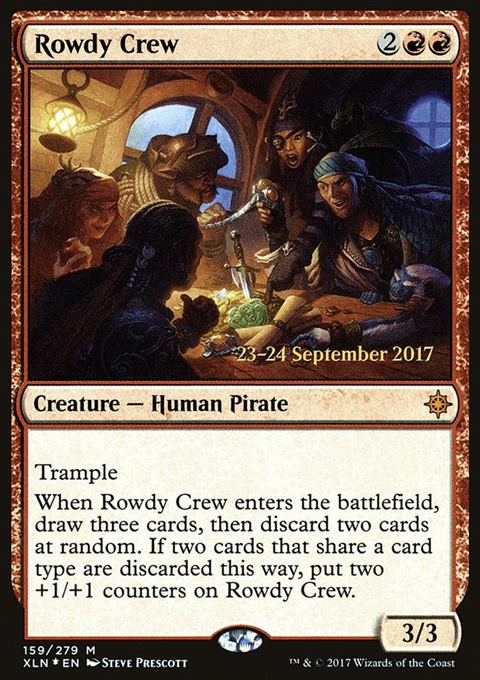 Rowdy Crew 2
23–24 September 2017
Creature — Human Pirate
Trample
When Rowdy Crew enters the battlefield,
draw three cards, then discard two cards
at random. If two cards that share a card
type are discarded this way, put two
+1/+1 counters on Rowdy Crew.
3/3
159/279 M
XLN ★ EN Steve Prescott
™ & © 2017 Wizards of the Coast